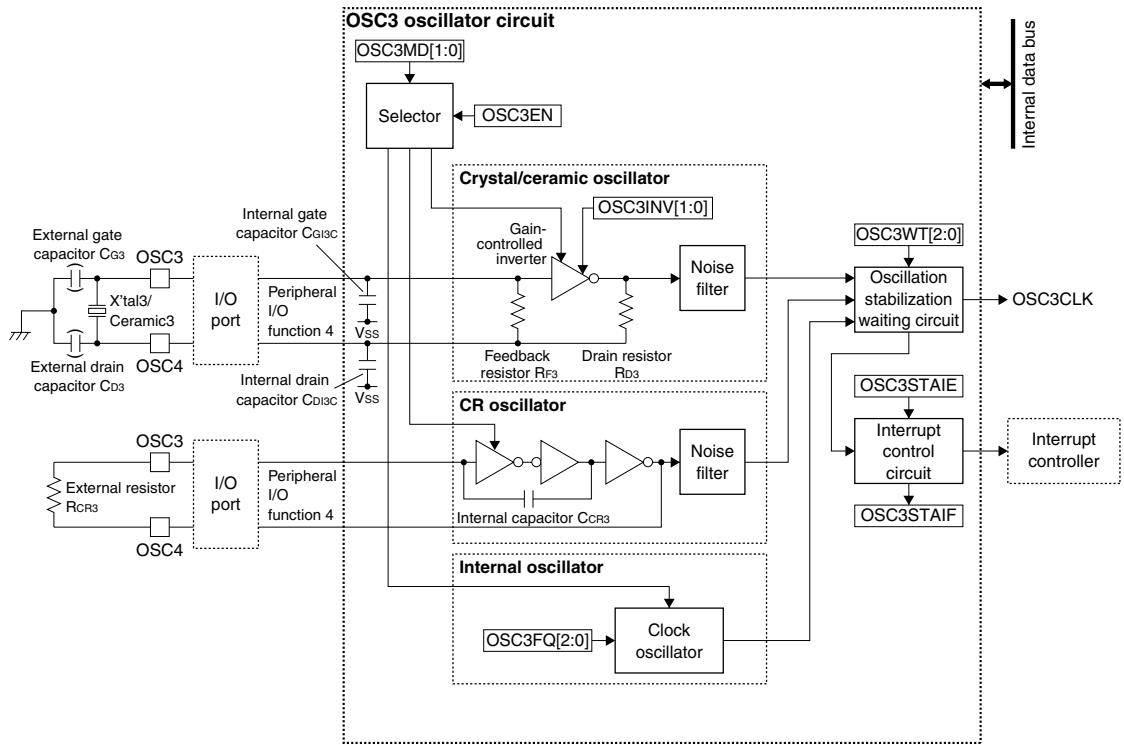 OSC3 oscillator circuit
OSC3MD[1:0]
Selector
OSC3EN
Internal data bus
Crystal/ceramic oscillator
OSC3INV[1:0]
Gain-
controlled
inverter
Noise
filter
Feedback
resistor RF3
Drain resistor
RD3
Internal gate
capacitor CGI3C
VSS
Internal drain
capacitor CDI3C
VSS
External gate
capacitor CG3
OSC3
X'tal3/
Ceramic3
OSC4
External drain
capacitor CD3
I/O
port
Peripheral
I/O
function 4
OSC3WT[2:0]
Oscillation
stabilization
waiting circuit
OSC3CLK
CR oscillator
Noise
filter
Internal capacitor CCR3
OSC3
External resistor
RCR3
OSC4
I/O
port
Peripheral
I/O
function 4
OSC3STAIE
Interrupt
control
circuit
OSC3STAIF
Interrupt
controller
Internal oscillator
OSC3FQ[2:0]
Clock
oscillator